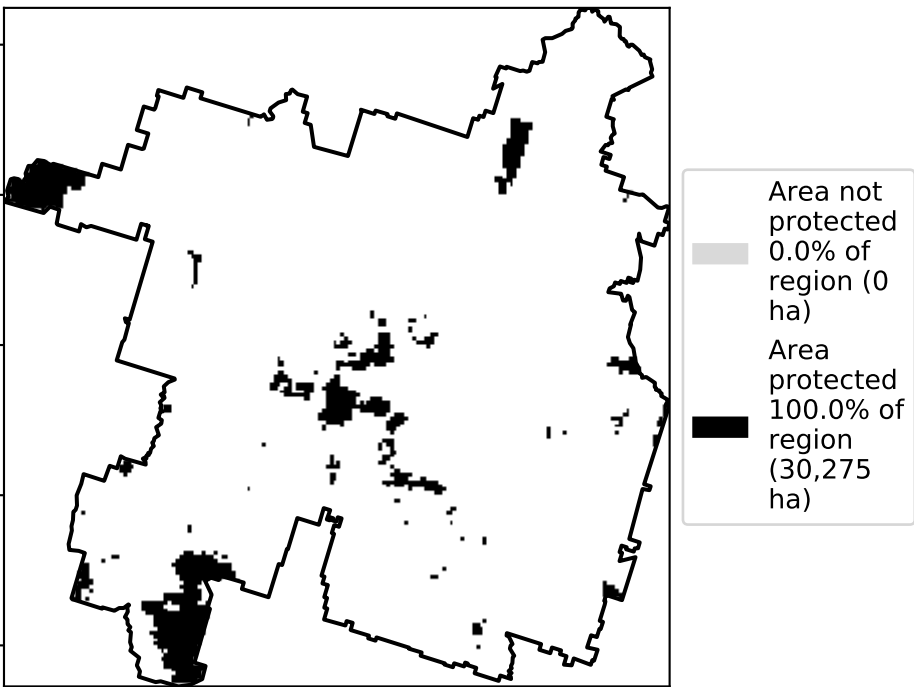 Area not
protected
0.0% of
region (0
ha)
Area
protected
100.0% of
region
(30,275
ha)